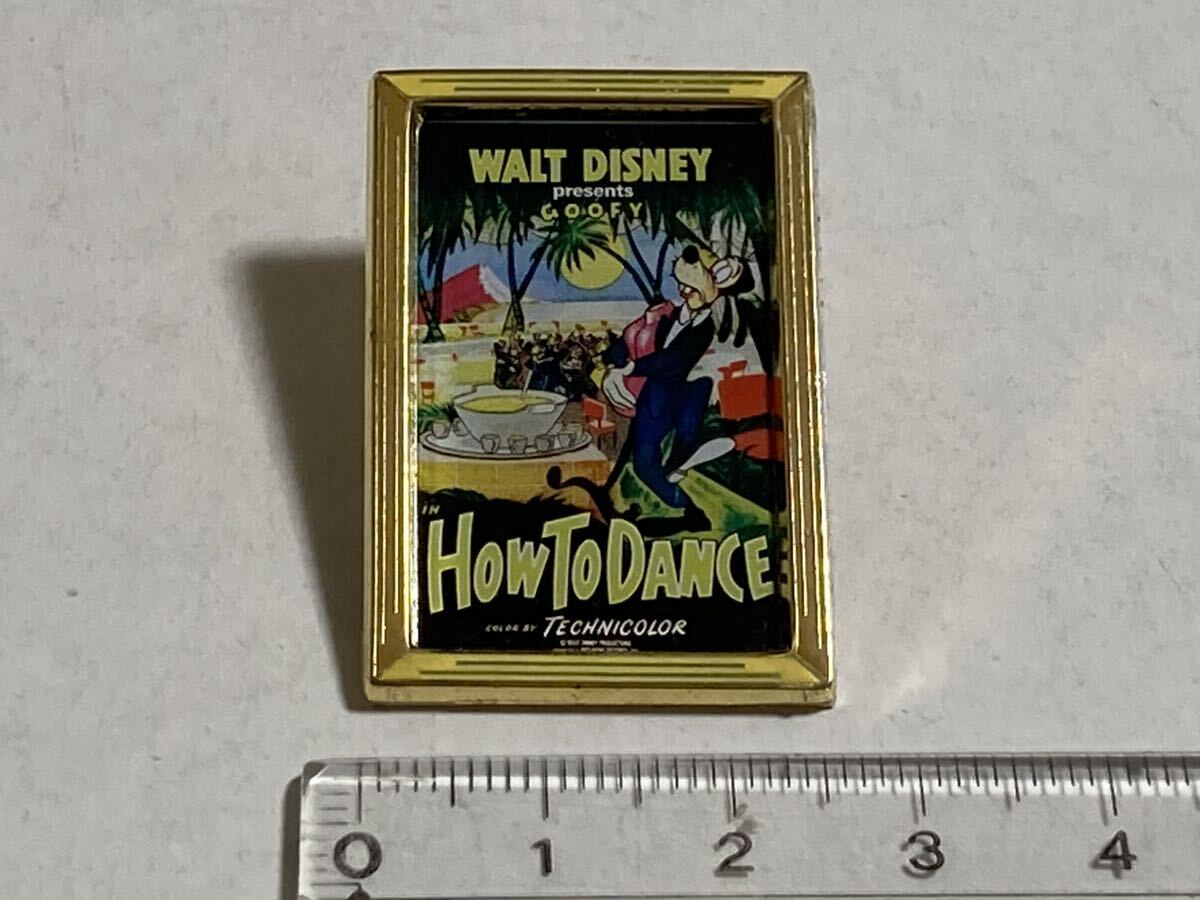 WALT DISNEY
presents
GOOFY
IN
HOW TO DANCE
COLOR BY TECHNICOLOR
0 1 2 3 4